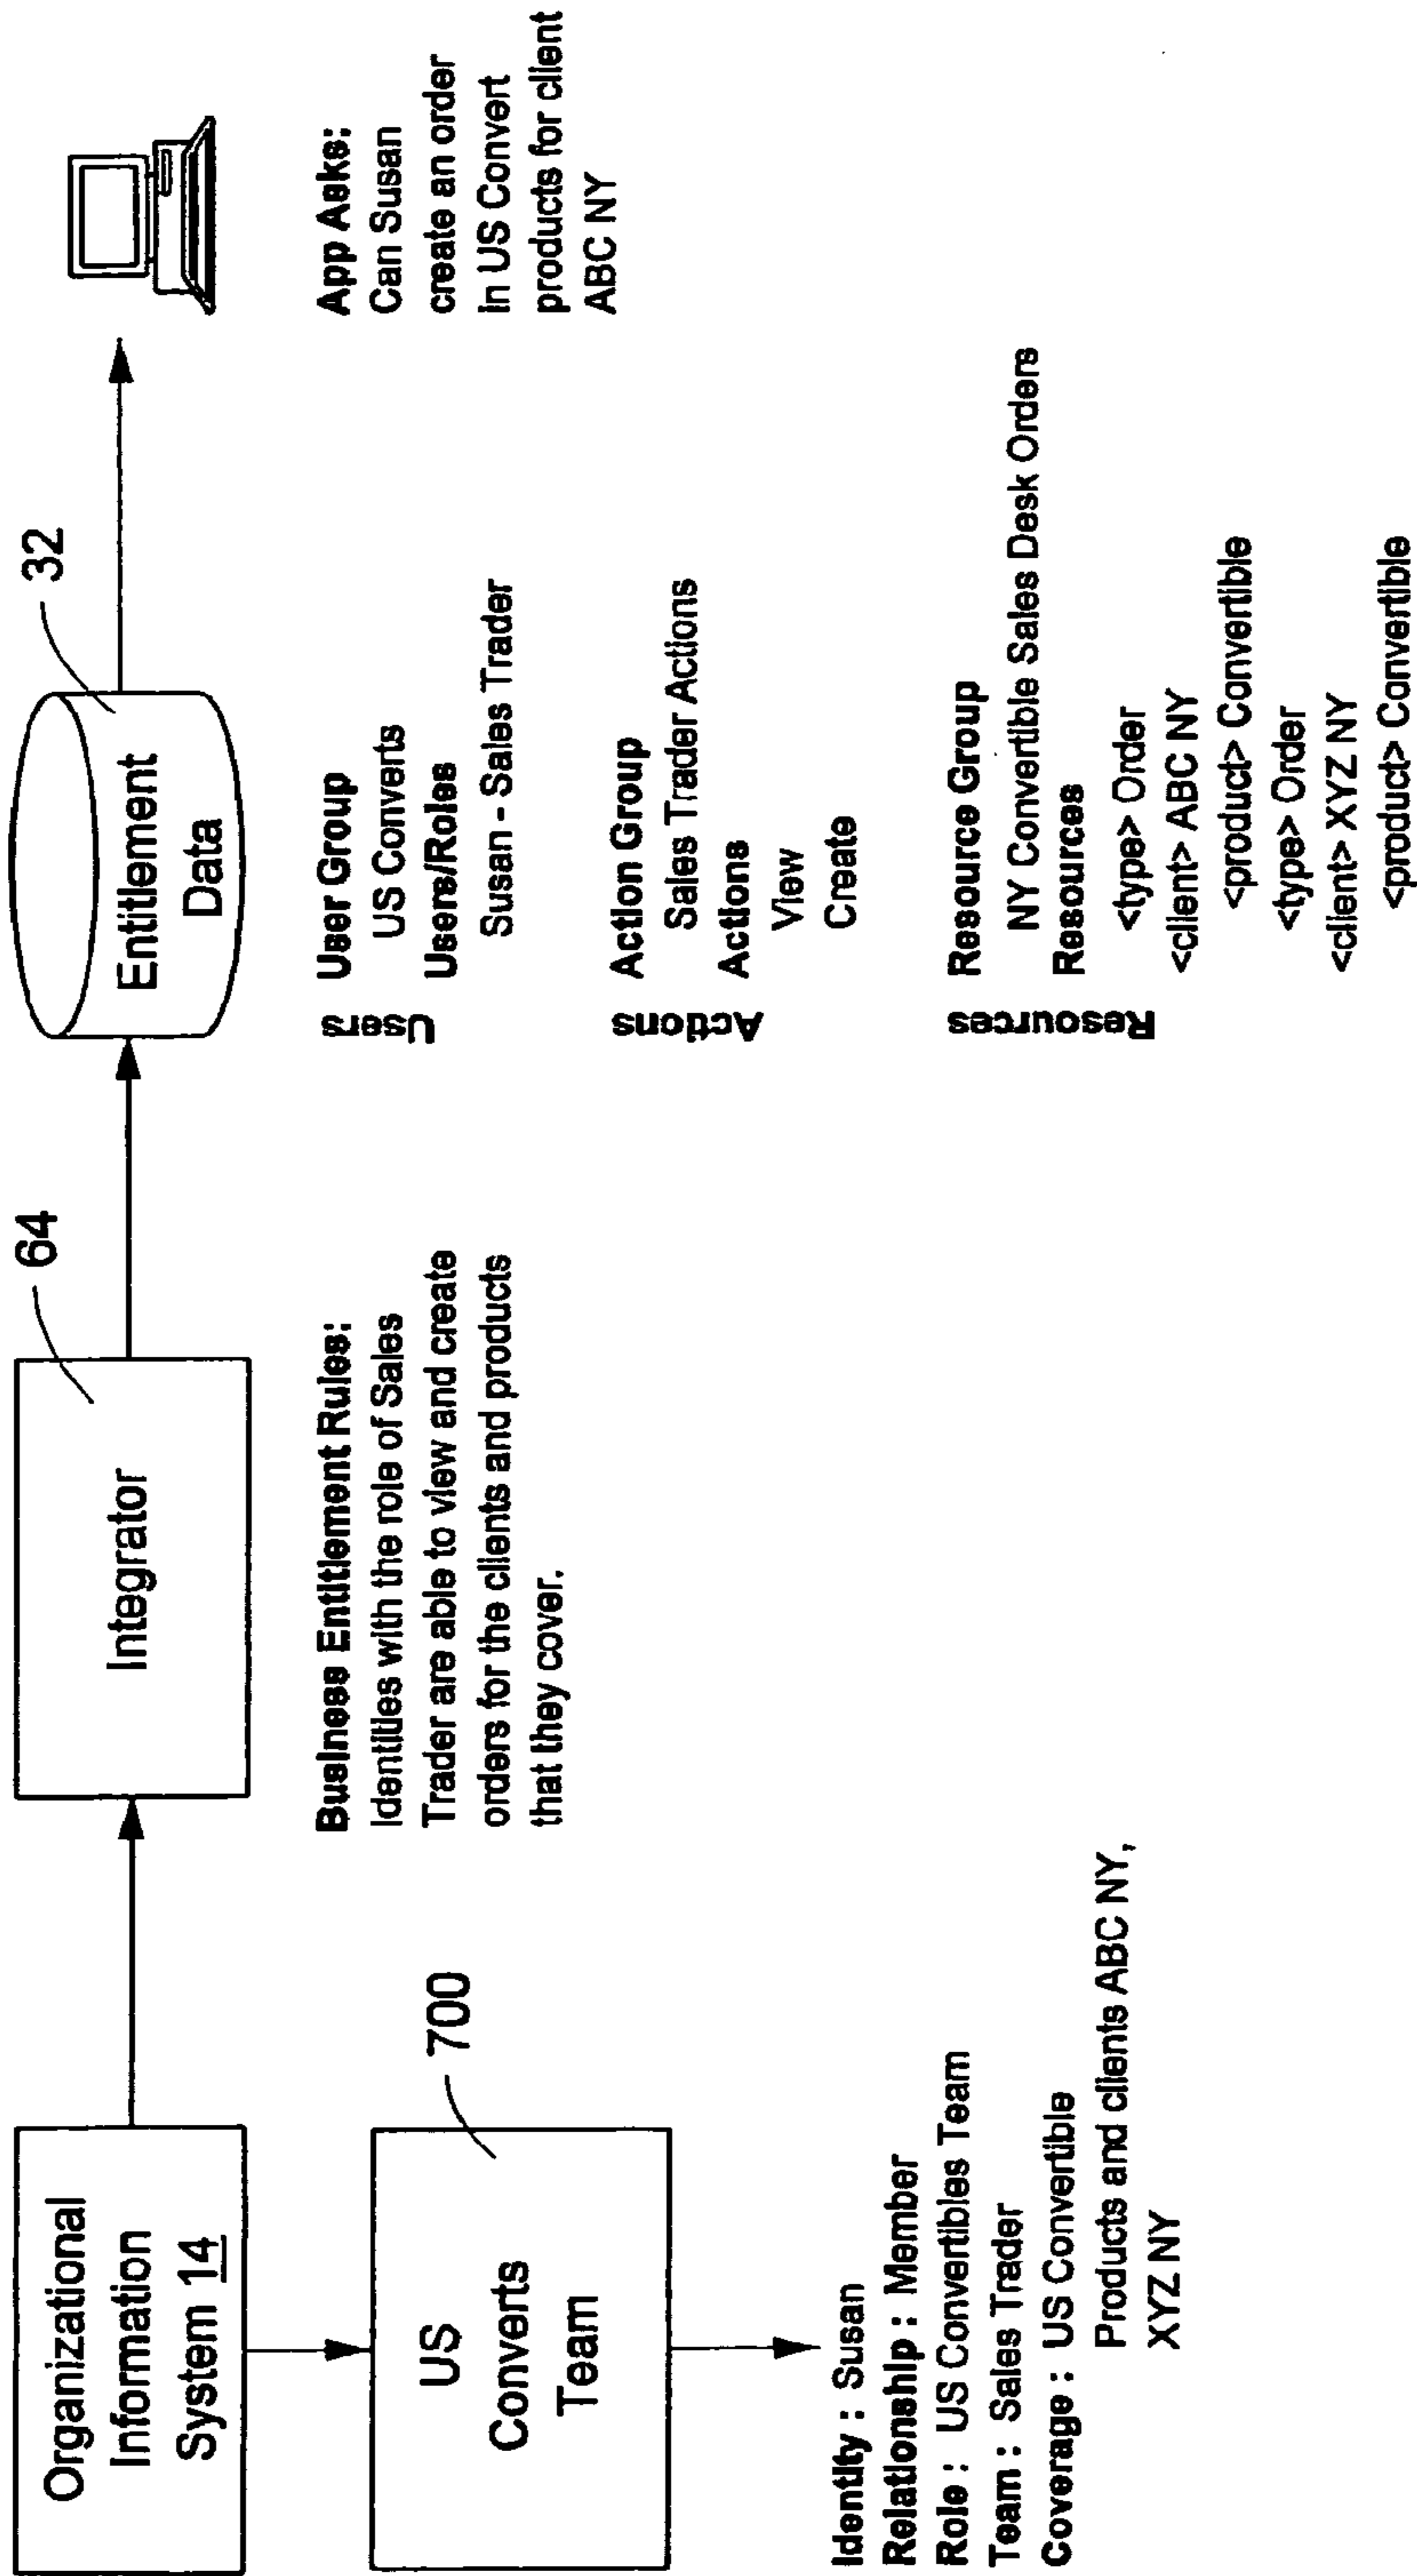 Organizational
Infomation
System 14
US
Converts
Team
700
Identity : Susan
Relationship : Member
Role : US Convertibles Team
Team : Sales Trader
Coverage : US Convertible
Products and clients ABC NY,
XYZ NY
Integrator
64
Business Entitlement Rules:
Identities with the role of Sales
Trader are able to view and create
orders for the clients and products
that they cover.
Entitlement
Data
32
Users
User Group
US Converts
Users/Roles
Susan - Sales Trader
Actions
Action Group
Sales Trader Actions
Actions
View
Create
Resources
Resource Group
NY Convertible Sales Desk Orders
Resources
<type> Order
<client> ABC NY
<product> Convertible
<type> Order
<client> XYZ NY
<product> Convertible
App Asks:
Can Susan
create an order
In US Convert
products for client
ABC NY